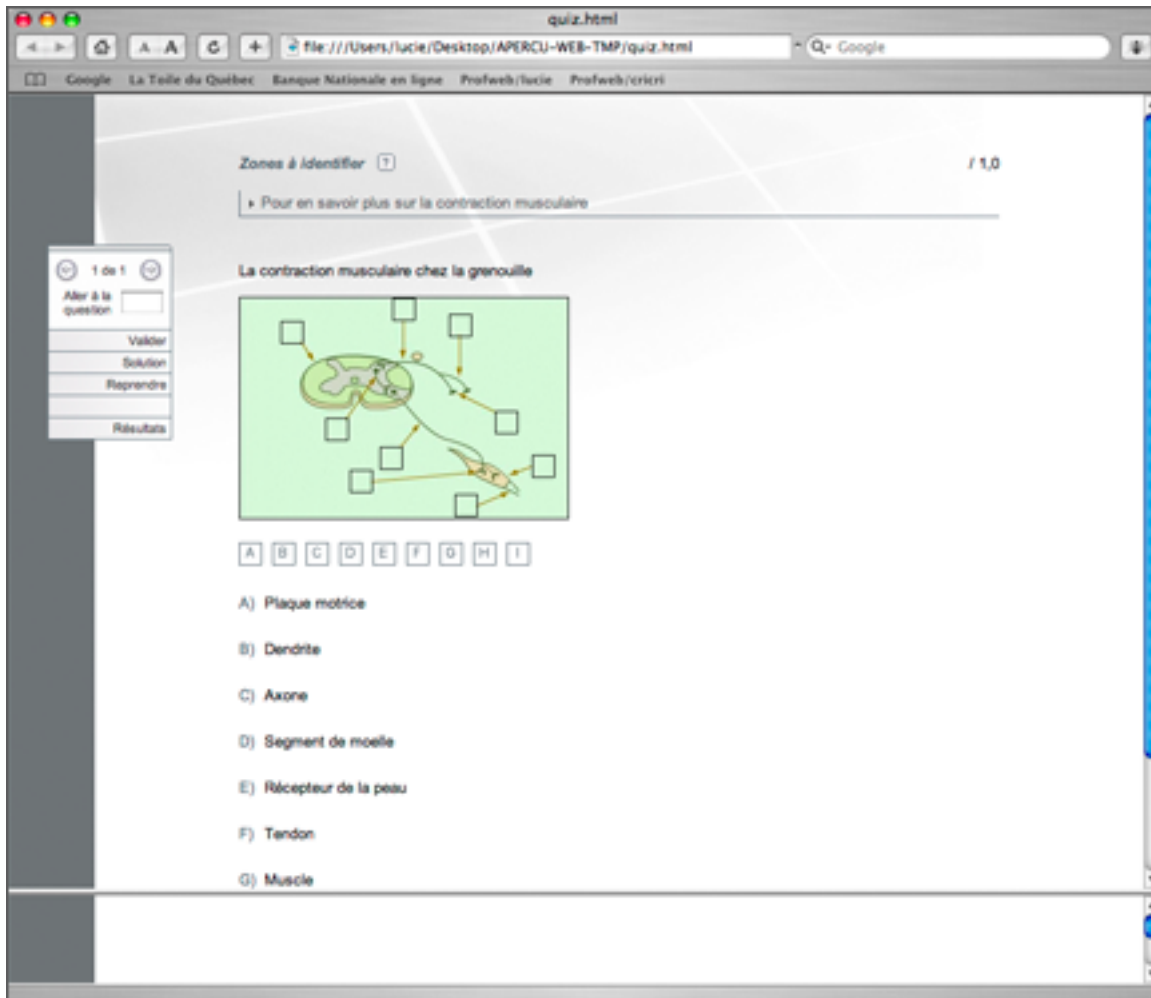 quiz.html
A A
file:///Users/lucie/Desktop/APERCU-WEB-TMP/quiz.html
Q- Google
Google La Toile du Québec Banque Nationale en ligne Profweb/lucie Profweb/cricri
Zones à identifier ?
/ 1,0
Pour en savoir plus sur la contraction musculaire
1 de 1
Aller à la
question
Valider
Solution
Reprendre
Résultats
La contraction musculaire chez la grenouille
A B C D E F G H I
A) Plaque motrice
B) Dendrite
C) Axone
D) Segment de moelle
E) Récepteur de la peau
F) Tendon
G) Muscle